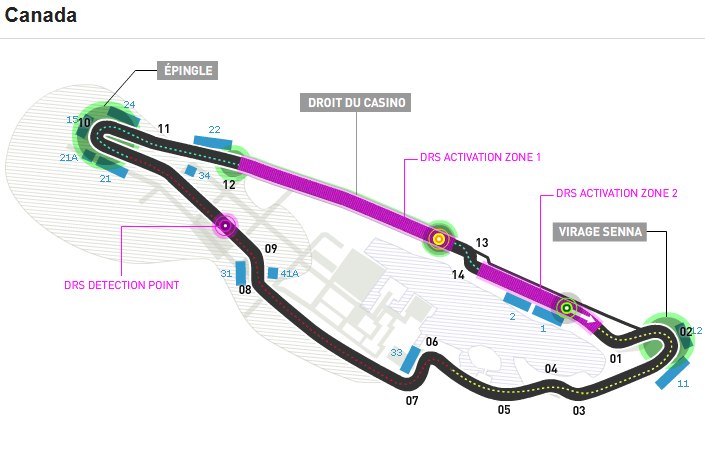 Canada
ÉPINGLE
24
15
10
11
22
DROIT DU CASINO
21A
21
34
12
DRS ACTIVATION ZONE 1
DRS ACTIVATION ZONE 2
VIRAGE SENNA
13
14
09
DRS DETECTION POINT
31
41A
08
2
1
02
12
01
06
33
04
11
07
05
03